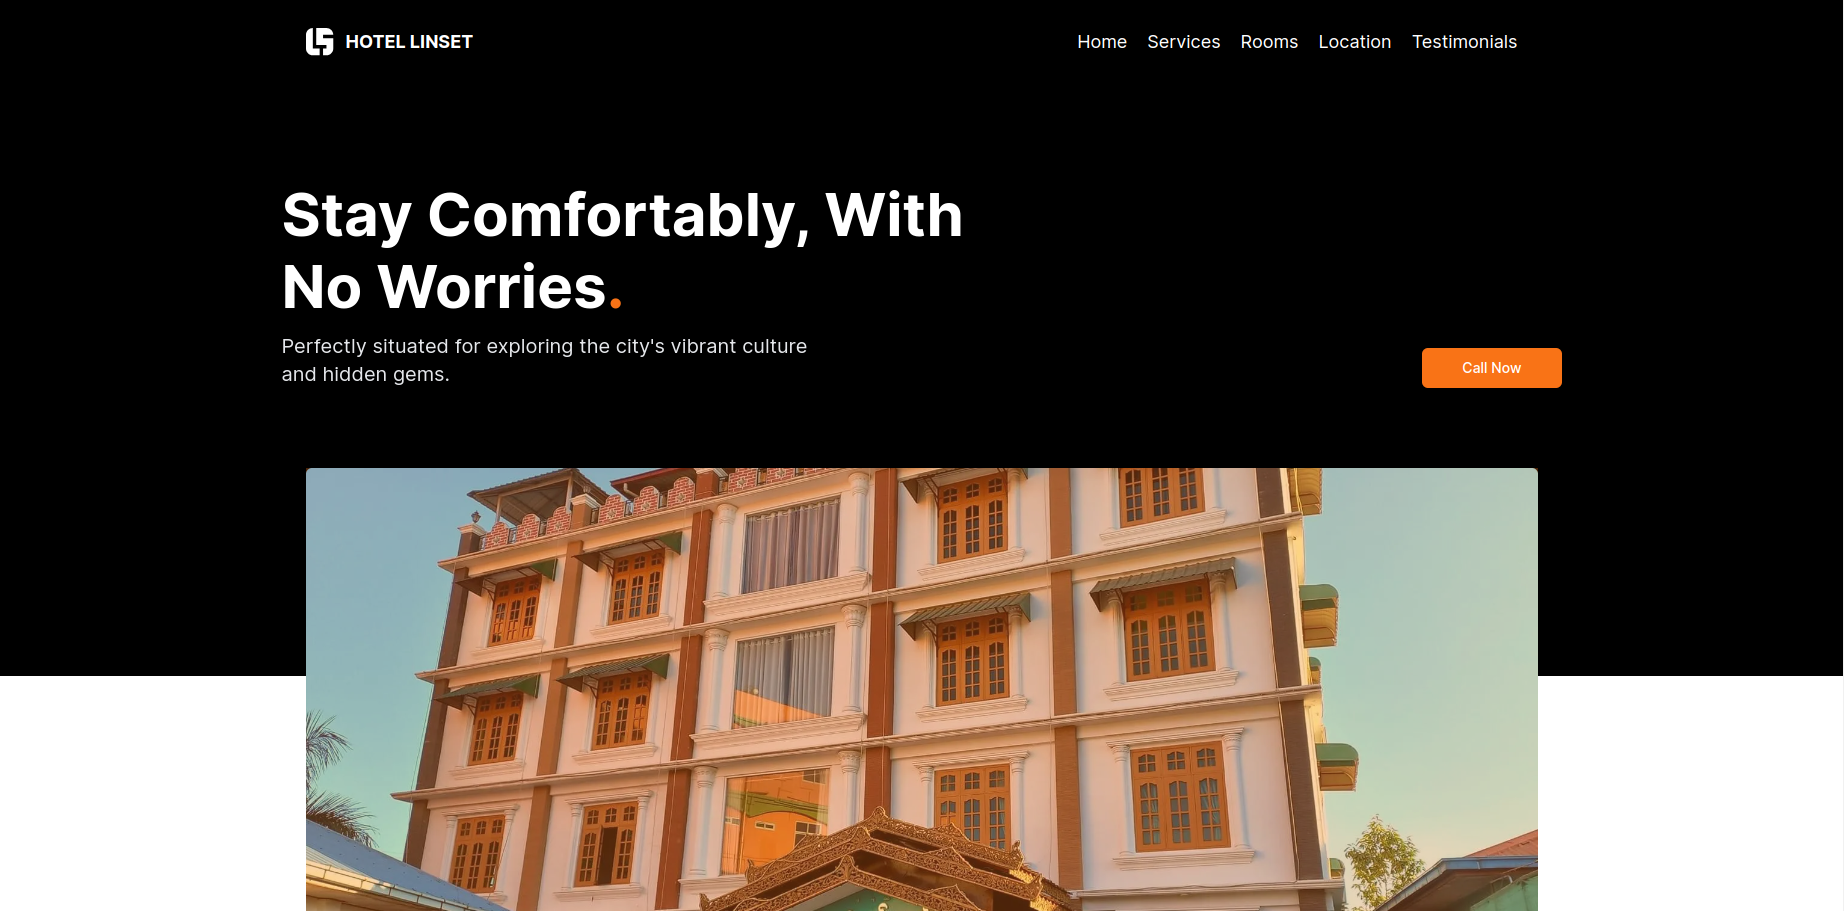 HOTEL LINSET
Home Services Rooms Location Testimonials
Stay Comfortably, With
No Worries.
Perfectly situated for exploring the city's vibrant culture
and hidden gems.
Call Now